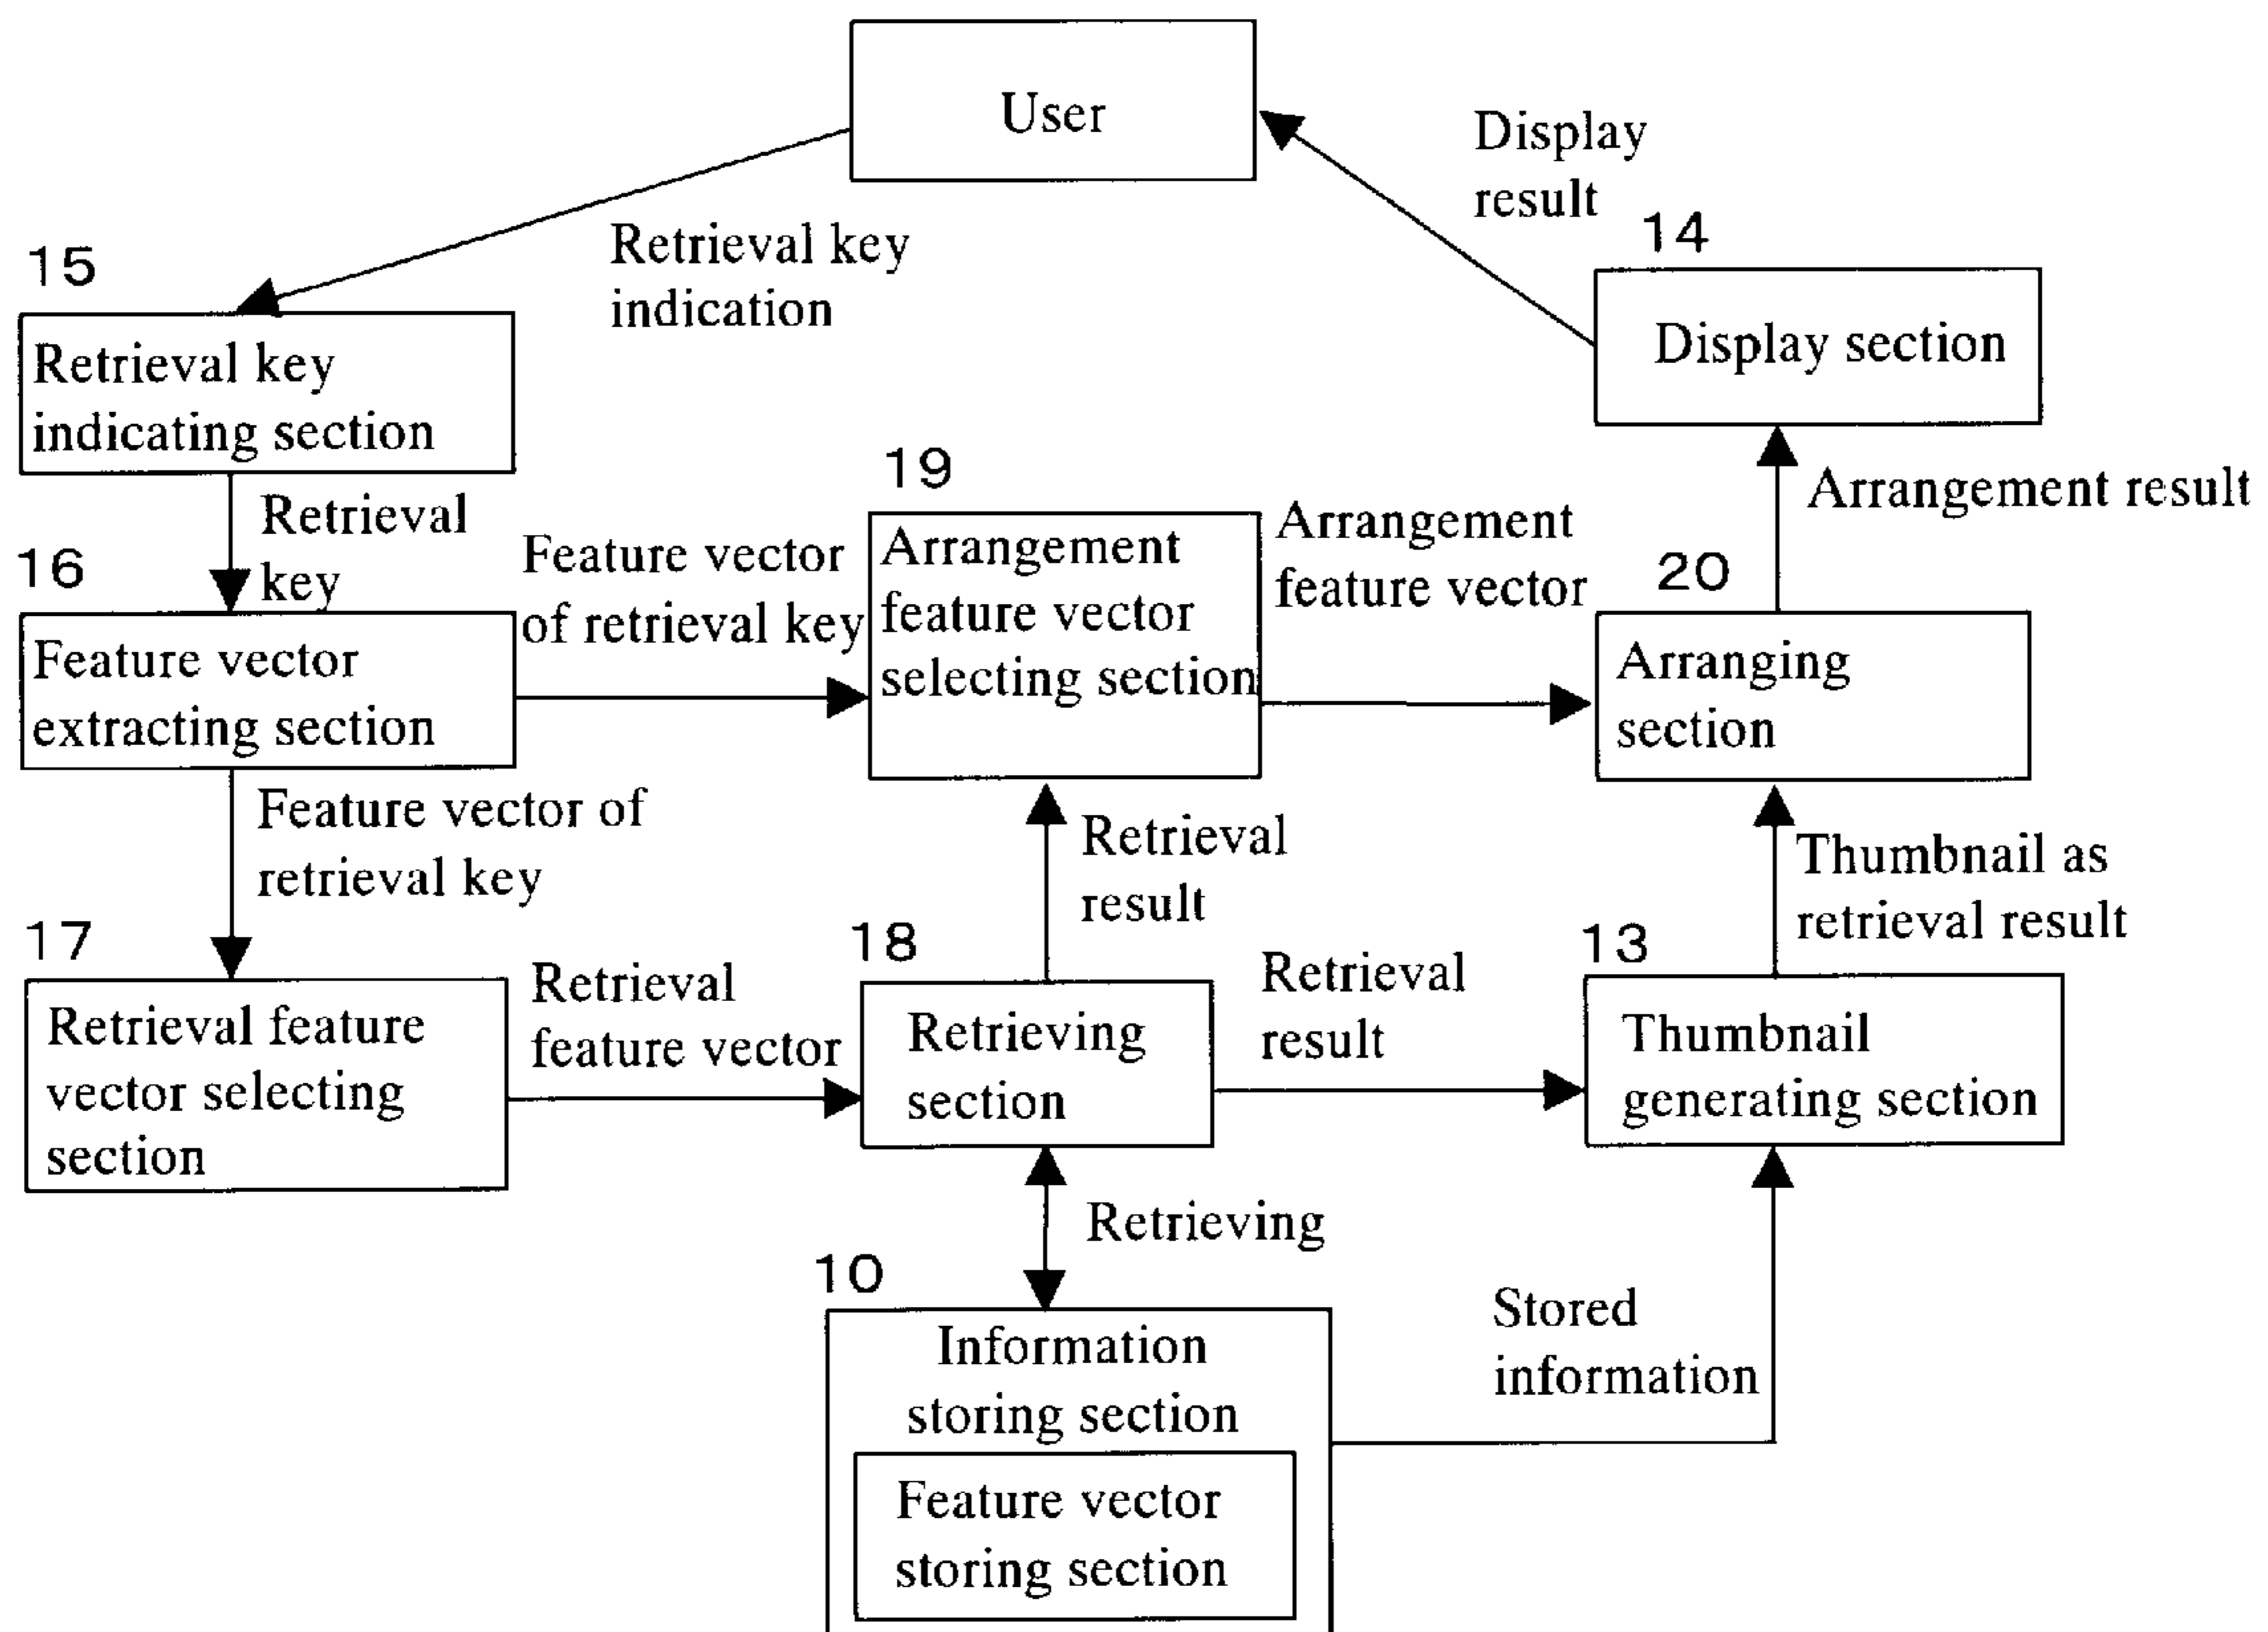 User
Display
result
14
Display section
Retrieval key
indication
15
Retrieval key
indicating section
Retrieval
key
16
Feature vector
extracting section
Feature vector
of retrieval key
19
Arrangement
feature vector
selecting section
Arrangement
feature vector
Arrangement result
20
Arranging
section
Feature vector of
retrieval key
Retrieval
result
Thumbnail as
retrieval result
17
Retrieval feature
vector selecting
section
Retrieval
feature vector
18
Retrieving
section
Retrieval
result
13
Thumbnail
generating section
Retrieving
10
Information
storing section
Feature vector
storing section
Stored
information